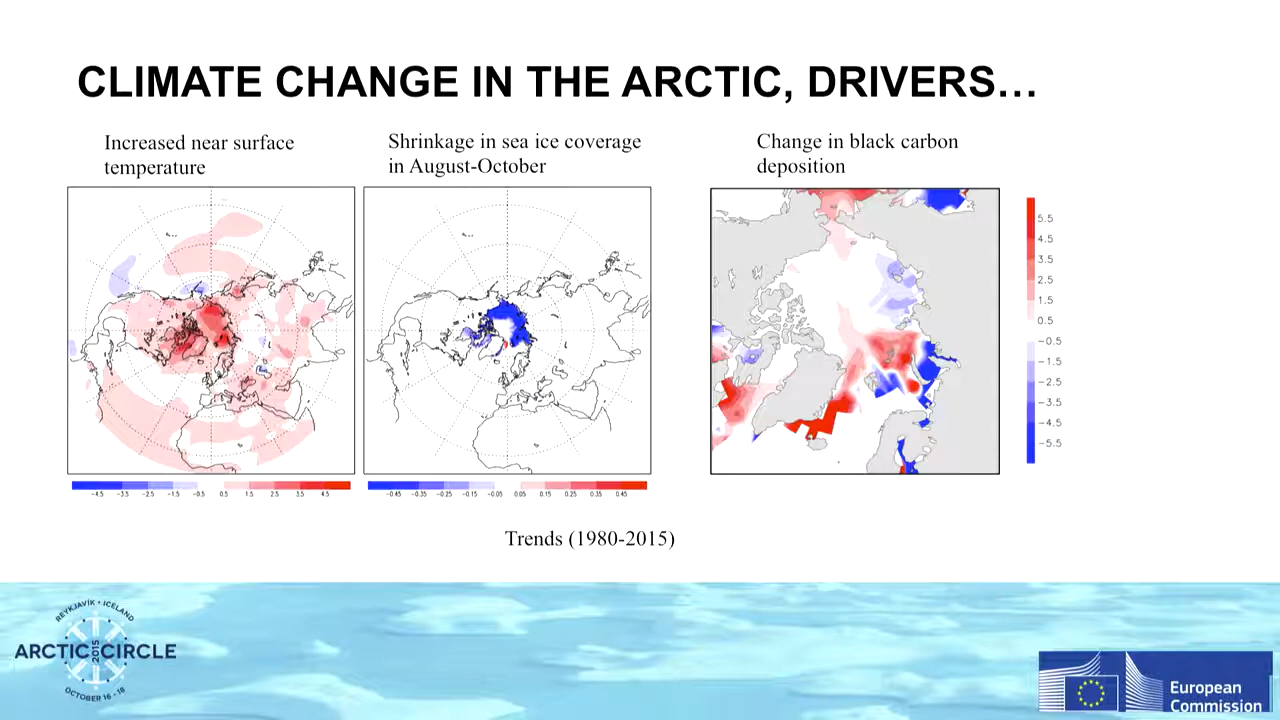 CLIMATE CHANGE IN THE ARCTIC, DRIVERS…
Increased near surface
temperature
Shrinkage in sea ice coverage
in August-October
Change in black carbon
deposition
5.5
4.5
3.5
2.5
1.5
0.5
−0.5
−1.5
−2.5
−3.5
−4.5
−5.5
−4.5 −3.5 −2.5 −1.5 −0.5 0.5 1.5 2.5 3.5 4.5
−0.45 −0.35 −0.25 −0.15 −0.05 0.05 0.15 0.25 0.35 0.45
Trends (1980-2015)
REYKJAVÍK • ICELAND
ARCTIC CIRCLE
2015
OCTOBER 16 - 18
European
Commission